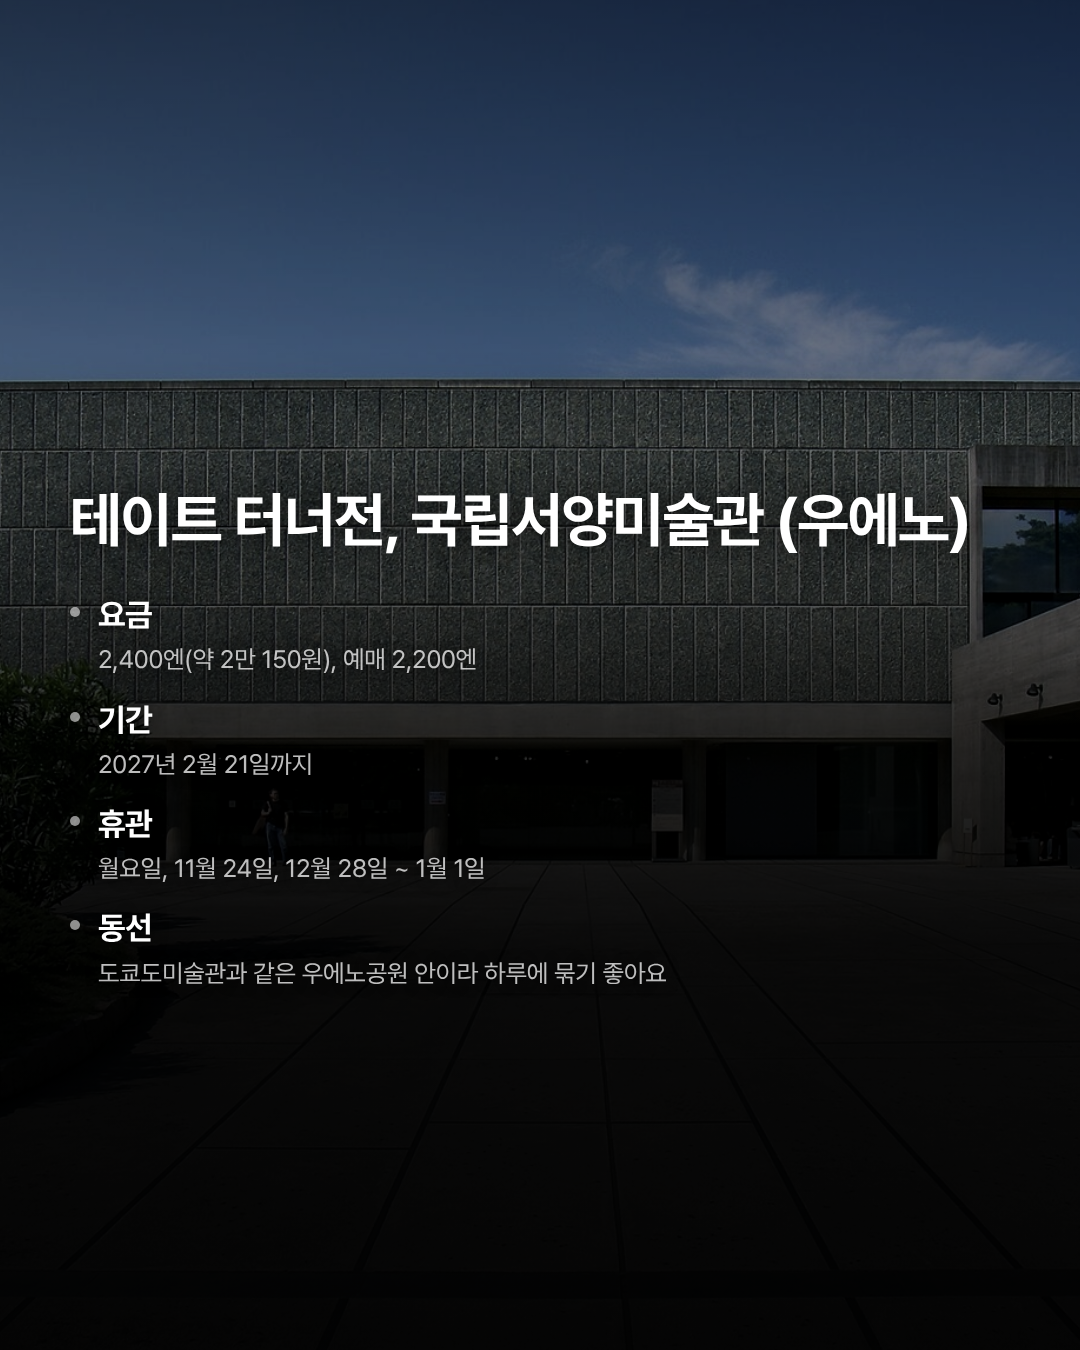 테이트 터너전, 국립서양미술관 (우에노)
요금
2,400엔(약 2만 150원), 예매 2,200엔
기간
2027년 2월 21일까지
휴관
월요일, 11월 24일, 12월 28일 ~ 1월 1일
동선
도쿄도미술관과 같은 우에노공원 안이라 하루에 묶기 좋아요